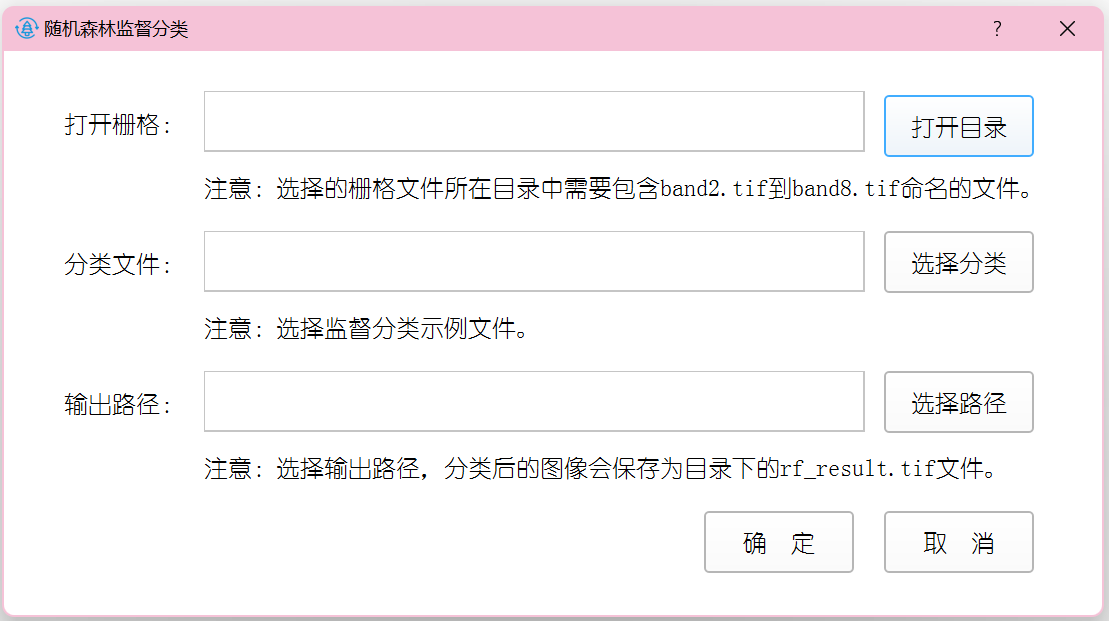 随机森林监督分类 ?
打开栅格： 打开目录
注意：选择的栅格文件所在目录中需要包含band2.tif到band8.tif命名的文件。
分类文件： 选择分类
注意：选择监督分类示例文件。
输出路径： 选择路径
注意：选择输出路径，分类后的图像会保存为目录下的rf_result.tif文件。
确 定 取 消